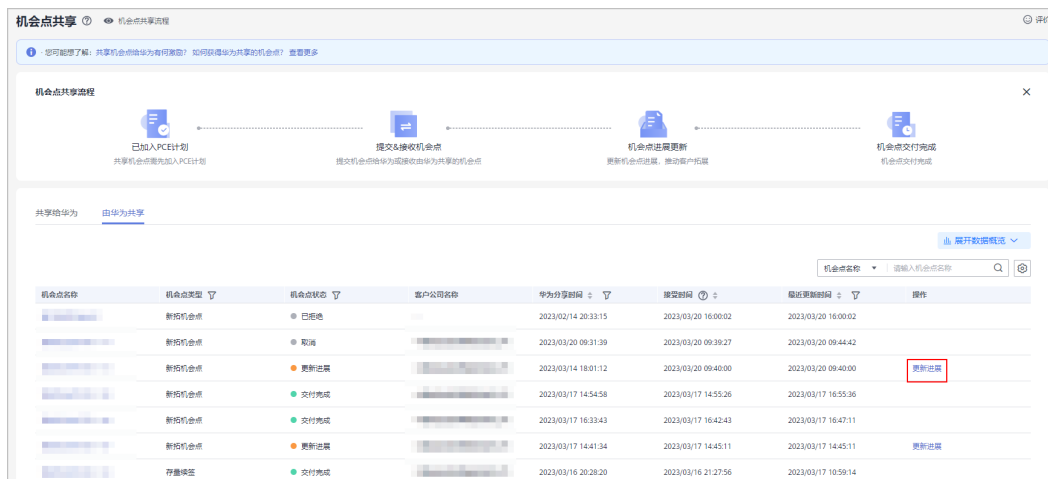 机会点共享 机会点共享流程 评价
您可能想了解：共享机会点给华为有何激励？ 如何获得华为共享的机会点？ 查看更多
机会点共享流程
已加入PCE计划 提交&接收机会点 机会点进展更新 机会点交付完成
共享机会点需先加入PCE计划 提交机会点给华为或接收由华为共享的机会点 更新机会点进展，推动客户拓展 机会点交付完成
共享给华为 由华为共享
展开数据概览
机会点名称 请输入机会点名称
机会点名称 机会点类型 机会点状态 客户公司名称 华为分享时间 接受时间 最近更新时间 操作
新拓机会点 已拒绝 2023/02/14 20:33:15 2023/03/20 16:00:02 2023/03/20 16:00:02
新拓机会点 取消 2023/03/20 09:31:39 2023/03/20 09:39:27 2023/03/20 09:44:42
新拓机会点 更新进展 2023/03/14 18:01:12 2023/03/20 09:40:00 2023/03/20 09:40:00 更新进展
新拓机会点 交付完成 2023/03/17 14:54:58 2023/03/17 14:55:26 2023/03/17 16:55:36
新拓机会点 交付完成 2023/03/17 16:33:43 2023/03/17 16:42:43 2023/03/17 16:47:11
新拓机会点 更新进展 2023/03/17 14:41:34 2023/03/17 14:45:11 2023/03/17 14:45:11 更新进展
存量续签 交付完成 2023/03/16 20:28:20 2023/03/16 21:27:56 2023/03/17 10:59:14